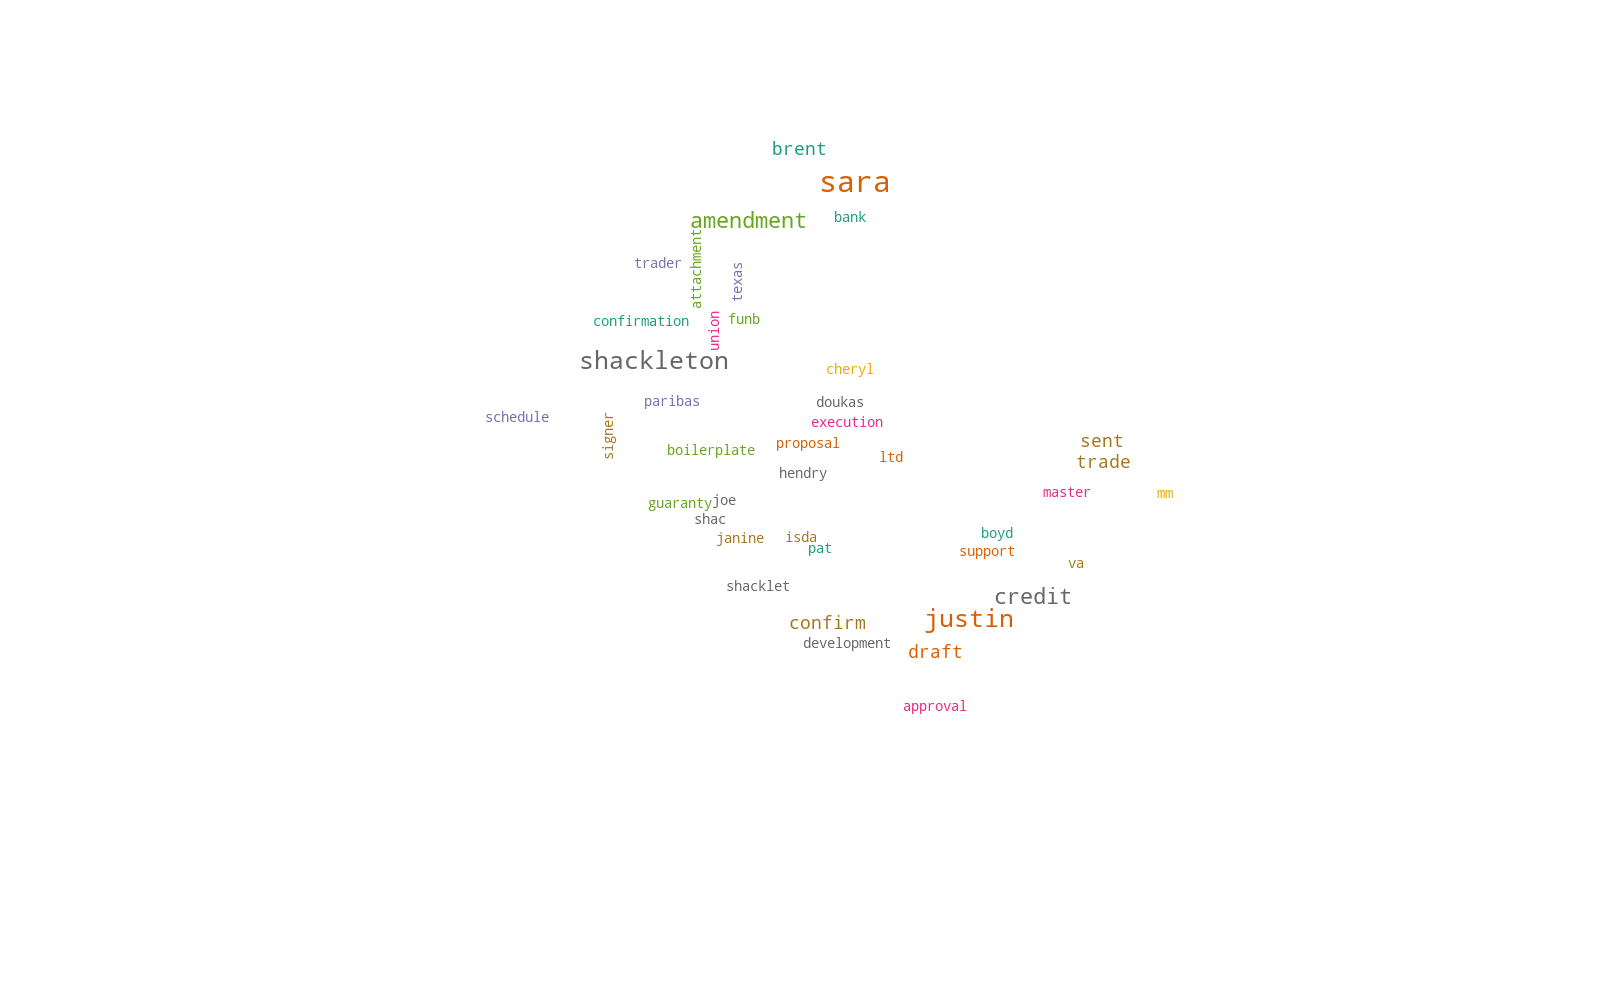 brent
sara
amendment
bank
attachment
trader
texas
confirmation
union
funb
shackleton
cheryl
paribas
doukas
schedule
signer
execution
sent
proposal
boilerplate
ltd
trade
hendry
master
mm
guaranty
joe
shac
boyd
janine
isda
pat
support
va
shacklet
credit
justin
confirm
development
draft
approval